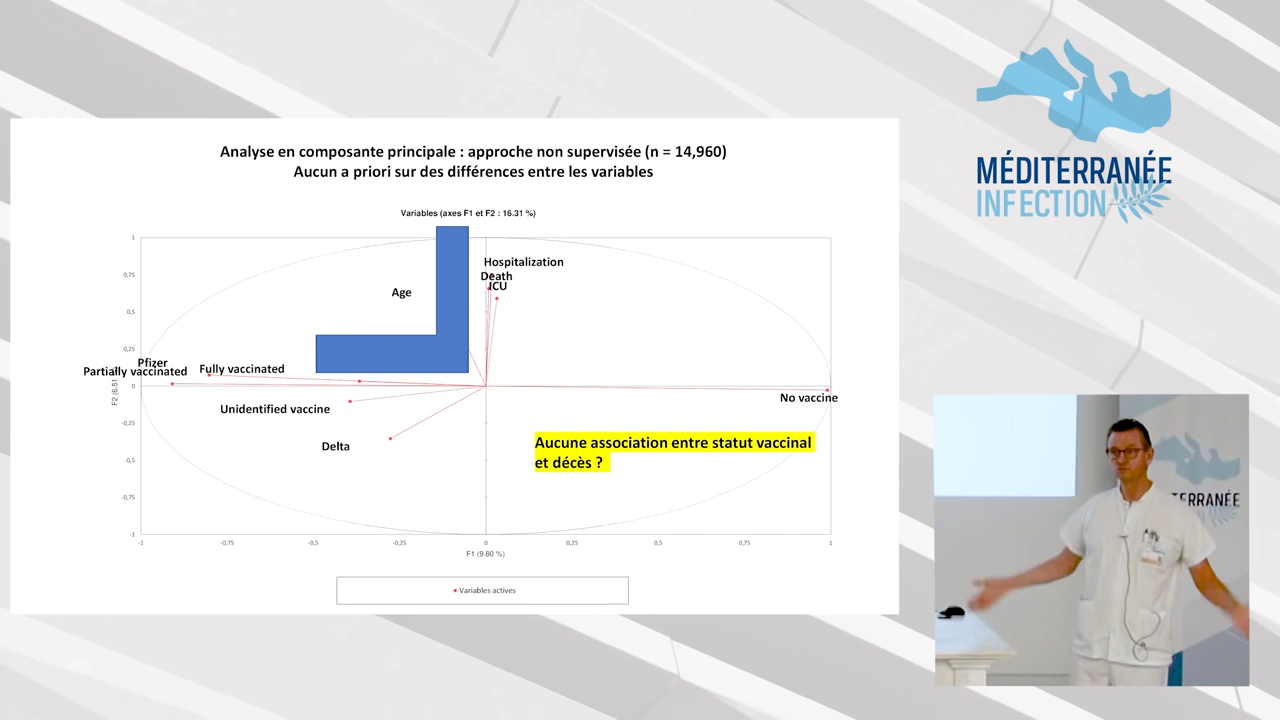 MÉDITERRANÉE
INFECTION
Analyse en composante principale : approche non supervisée (n = 14,960)
Aucun a priori sur des différences entre les variables
Variables (axes F1 et F2 : 16.31 %)
1
0,75
0,5
0,25
0
-0,25
-0,5
-0,75
-1
F2 (6.51
Hospitalization
Death
ICU
Age
Pfizer
Partially vaccinated
Fully vaccinated
Unidentified vaccine
Delta
No vaccine
Aucune association entre statut vaccinal
et décès ?
-1
-0,75
-0,5
-0,25
0
0,25
0,5
0,75
1
F1 (9.80 %)
Variables actives
TERRANÉE